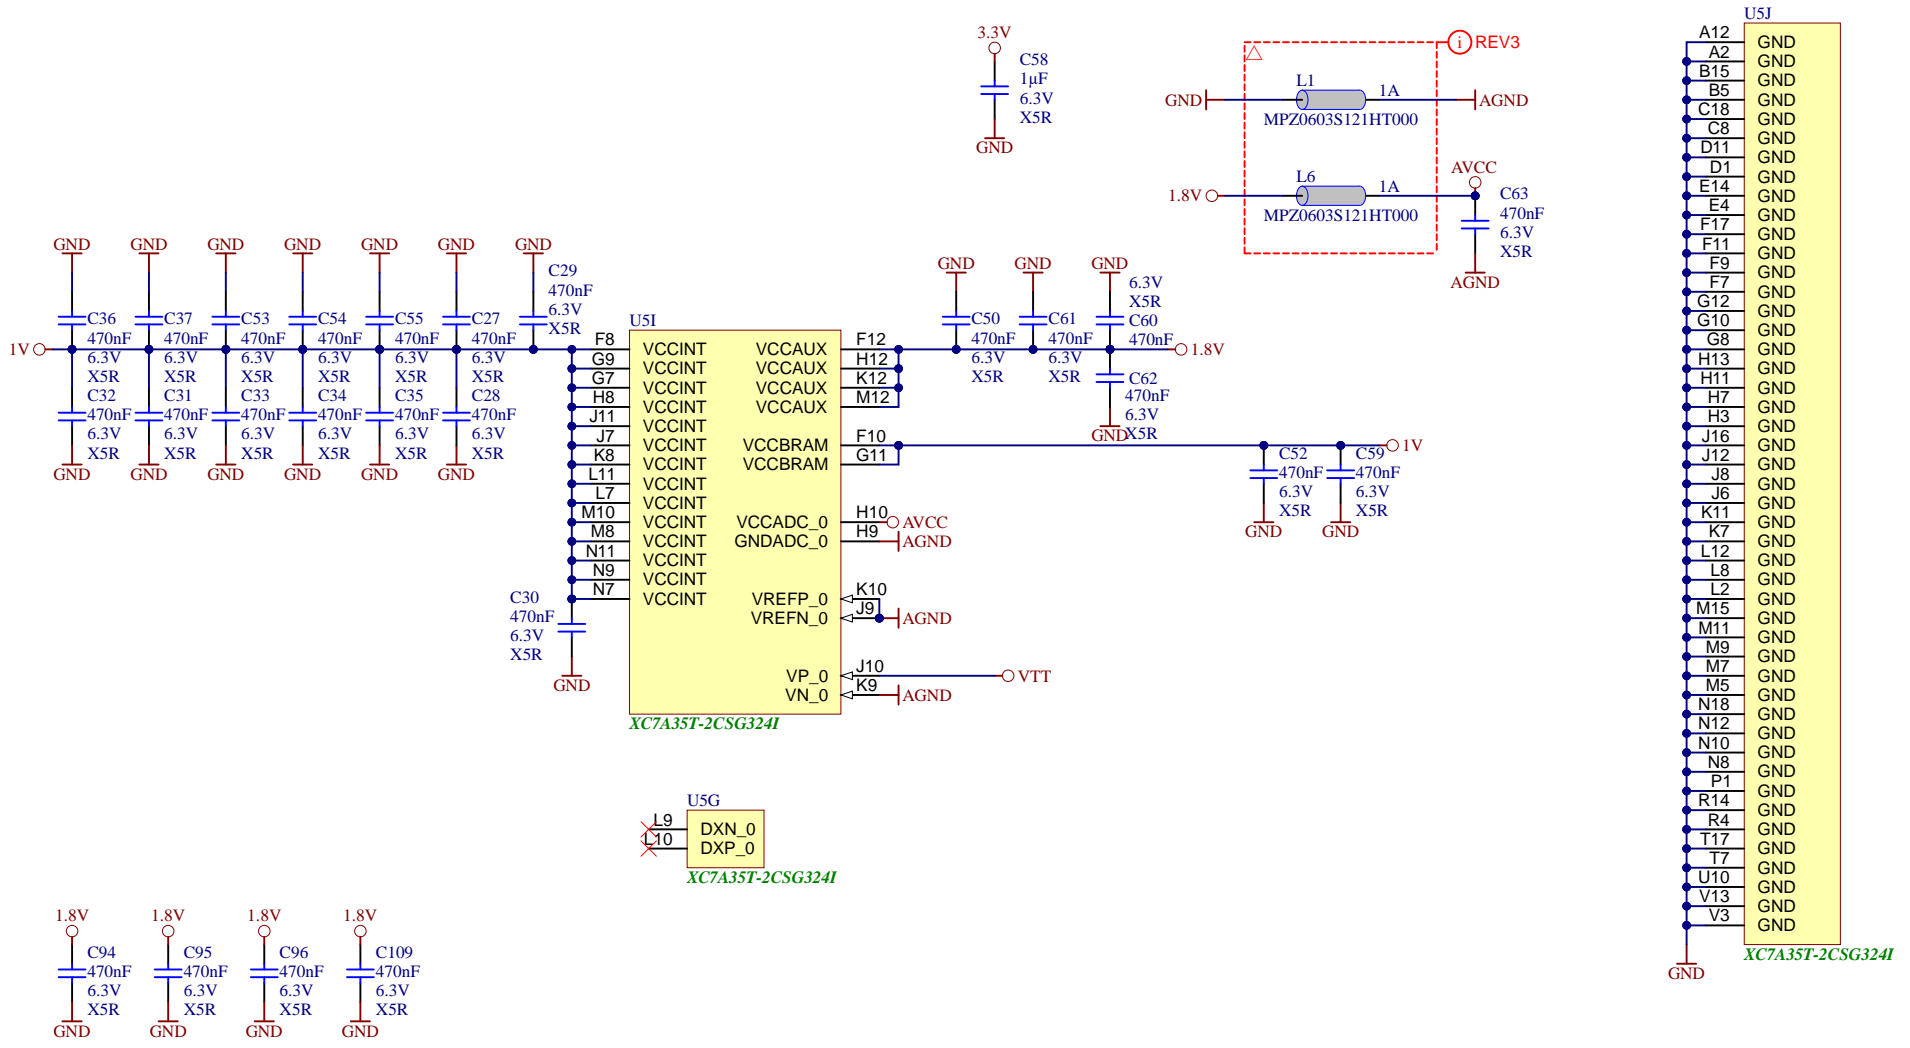 3.3V
C58
1µF
6.3V
X5R
GND
REV3
L1
1A
GND
AGND
MPZ0603S121HT000
L6
1A
1.8V
MPZ0603S121HT000
AVCC
C63
470nF
6.3V
X5R
AGND
GND GND GND GND GND GND GND
C36
470nF
6.3V
X5R
C37
470nF
6.3V
X5R
C53
470nF
6.3V
X5R
C54
470nF
6.3V
X5R
C55
470nF
6.3V
X5R
C27
470nF
6.3V
X5R
C29
470nF
6.3V
X5R
1V
C32
470nF
6.3V
X5R
C31
470nF
6.3V
X5R
C33
470nF
6.3V
X5R
C34
470nF
6.3V
X5R
C35
470nF
6.3V
X5R
C28
470nF
6.3V
X5R
GND GND GND GND GND GND
C30
470nF
6.3V
X5R
GND
U5I
F8 VCCINT
G9 VCCINT
G7 VCCINT
H8 VCCINT
J11 VCCINT
J7 VCCINT
K8 VCCINT
L11 VCCINT
L7 VCCINT
M10 VCCINT
M8 VCCINT
N11 VCCINT
N9 VCCINT
N7 VCCINT
VCCAUX F12
VCCAUX H12
VCCAUX K12
VCCAUX M12
VCCBRAM F10
VCCBRAM G11
VCCADC_0 H10 AVCC
GNDADC_0 H9 AGND
VREFP_0 K10
VREFN_0 J9 AGND
VP_0 J10 VTT
VN_0 K9 AGND
XC7A35T-2CSG324I
GND GND GND
C50
470nF
6.3V
X5R
C61
470nF
6.3V
X5R
6.3V
X5R
C60
470nF
1.8V
C62
470nF
6.3V
X5R
GND
1V
C52
470nF
6.3V
X5R
GND
C59
470nF
6.3V
X5R
GND
U5G
L9 DXN_0
L10 DXP_0
XC7A35T-2CSG324I
1.8V
C94
470nF
6.3V
X5R
GND
1.8V
C95
470nF
6.3V
X5R
GND
1.8V
C96
470nF
6.3V
X5R
GND
1.8V
C109
470nF
6.3V
X5R
GND
U5J
A12 GND
A2 GND
B15 GND
B5 GND
C18 GND
C8 GND
D11 GND
D1 GND
E14 GND
E4 GND
F17 GND
F11 GND
F9 GND
F7 GND
G12 GND
G10 GND
G8 GND
H13 GND
H11 GND
H7 GND
H3 GND
J16 GND
J12 GND
J8 GND
J6 GND
K11 GND
K7 GND
L12 GND
L8 GND
L2 GND
M15 GND
M11 GND
M9 GND
M7 GND
M5 GND
N18 GND
N12 GND
N10 GND
N8 GND
P1 GND
R14 GND
R4 GND
T17 GND
T7 GND
U10 GND
V13 GND
V3 GND
XC7A35T-2CSG324I
GND